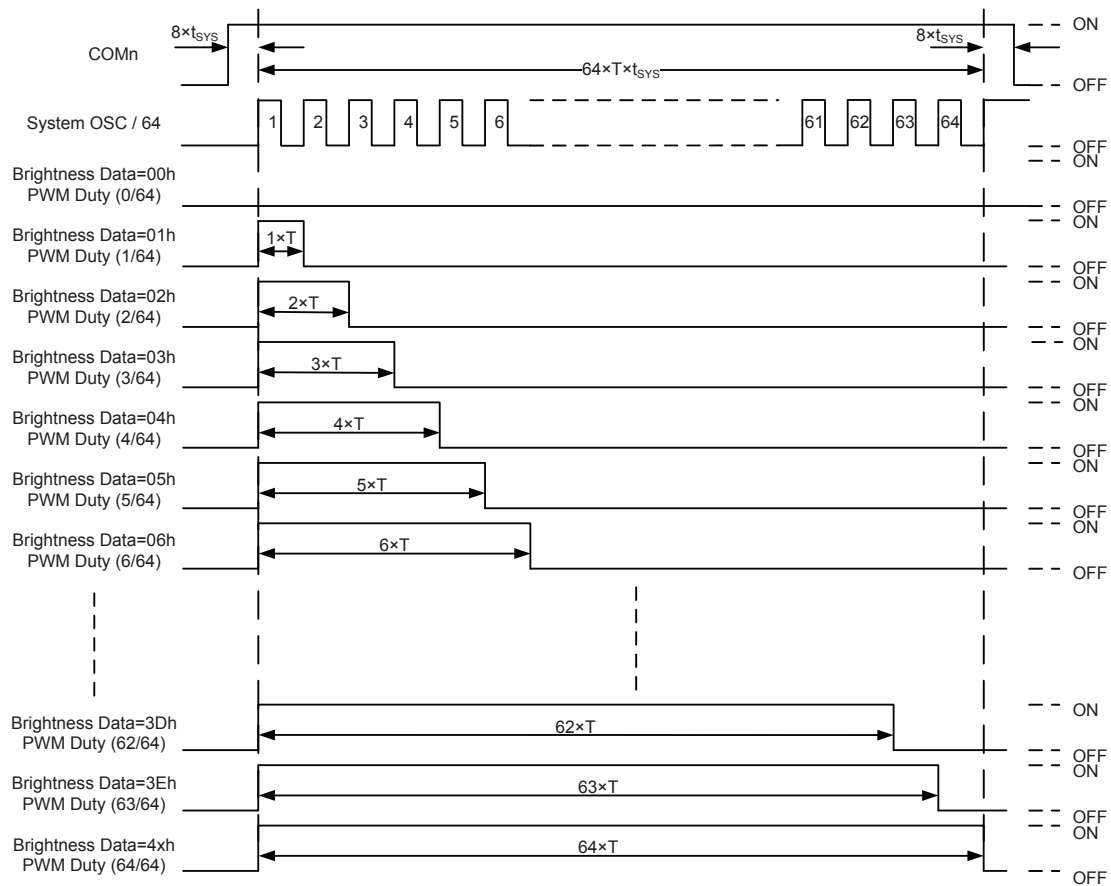 8×tSYS
8×tSYS
ON
COMn
64×T×tSYS
OFF
System OSC / 64
1 2 3 4 5 6 61 62 63 64
OFF
ON
Brightness Data=00h
PWM Duty (0/64)
OFF
ON
Brightness Data=01h
PWM Duty (1/64)
1×T
OFF
ON
Brightness Data=02h
PWM Duty (2/64)
2×T
OFF
ON
Brightness Data=03h
PWM Duty (3/64)
3×T
OFF
ON
Brightness Data=04h
PWM Duty (4/64)
4×T
OFF
ON
Brightness Data=05h
PWM Duty (5/64)
5×T
OFF
ON
Brightness Data=06h
PWM Duty (6/64)
6×T
OFF
ON
Brightness Data=3Dh
PWM Duty (62/64)
62×T
OFF
ON
Brightness Data=3Eh
PWM Duty (63/64)
63×T
OFF
ON
Brightness Data=4xh
PWM Duty (64/64)
64×T
OFF